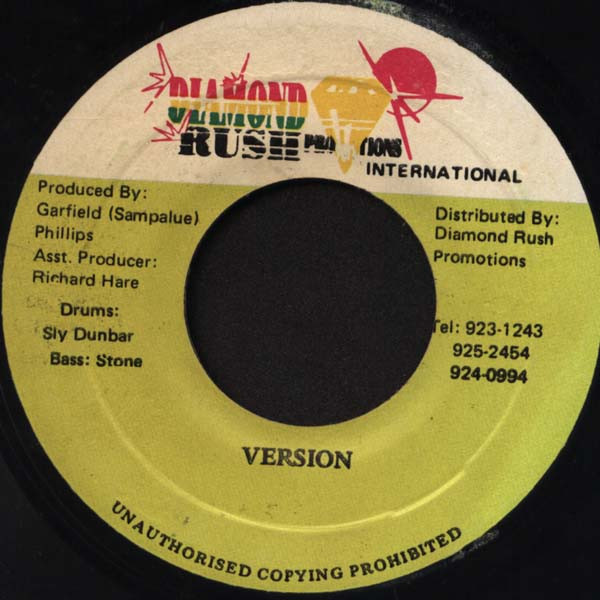 DIAMOND
RUSH PROMOTIONS
INTERNATIONAL
Produced By:
Garfield (Sampalue)
Phillips
Asst. Producer:
Richard Hare
Drums:
Sly Dunbar
Bass: Stone
Distributed By:
Diamond Rush
Promotions
Tel: 923-1243
925-2454
924-0994
VERSION
UNAUTHORISED COPYING PROHIBITED